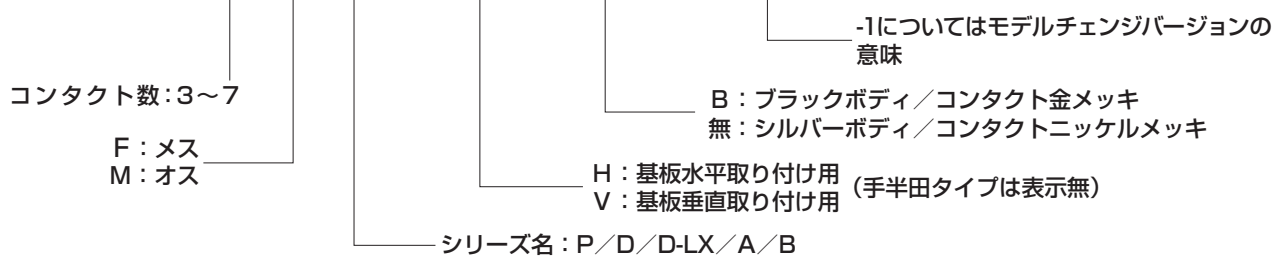 -1についてはモデルチェンジバージョンの
意味
コンタクト数:3〜7
B:ブラックボディ/コンタクト金メッキ
無:シルバーボディ/コンタクトニッケルメッキ
F:メス
M:オス
H:基板水平取り付け用
V:基板垂直取り付け用
(手半田タイプは表示無)
シリーズ名:P/D/D-LX/A/B